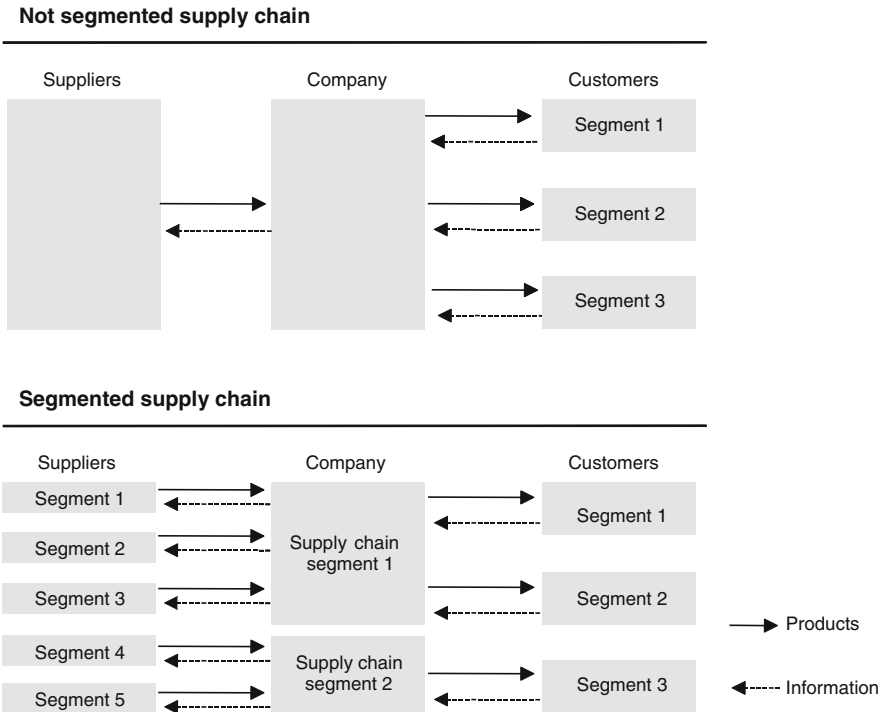 Not segmented supply chain
Suppliers
Company
Customers
Segment 1
Segment 2
Segment 3
Segmented supply chain
Suppliers
Company
Customers
Segment 1
Segment 2
Segment 3
Segment 4
Segment 5
Supply chain
segment 1
Supply chain
segment 2
Segment 1
Segment 2
Segment 3
Products
Information